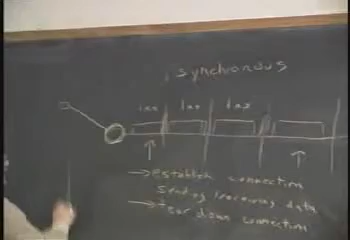 synchronous
→ establish connection
sending receiving data
→ tear down connection